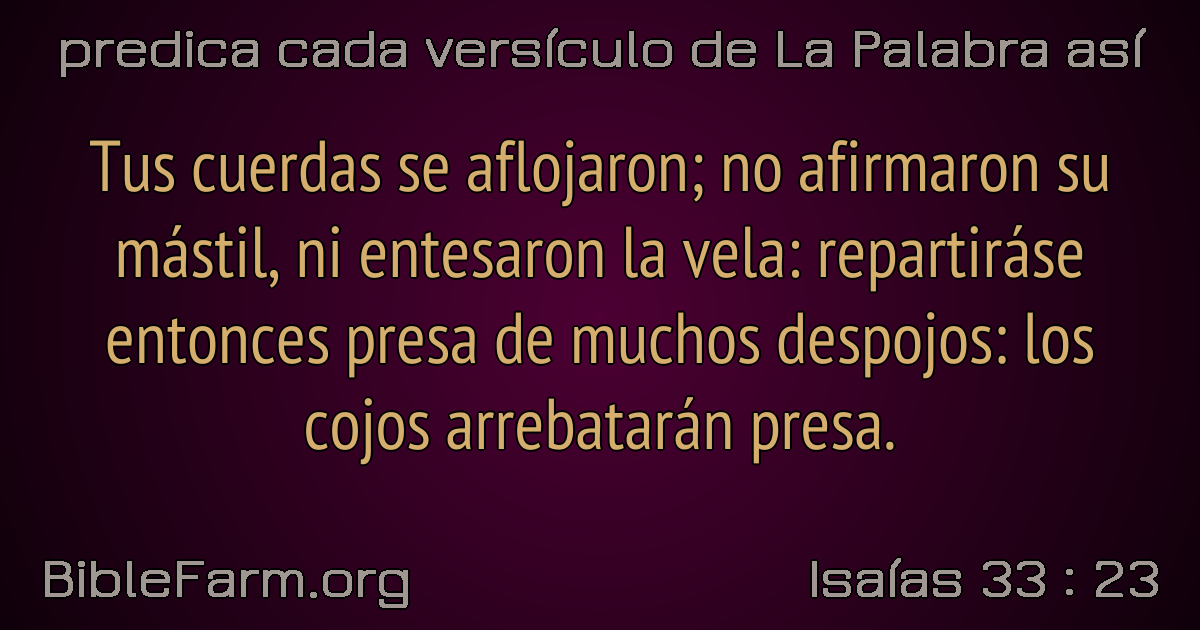 predica cada versículo de La Palabra así
Tus cuerdas se aflojaron; no afirmaron su
mástil, ni entesaron la vela: repartiráse
entonces presa de muchos despojos: los
cojos arrebatarán presa.
BibleFarm.org
Isaías 33 : 23